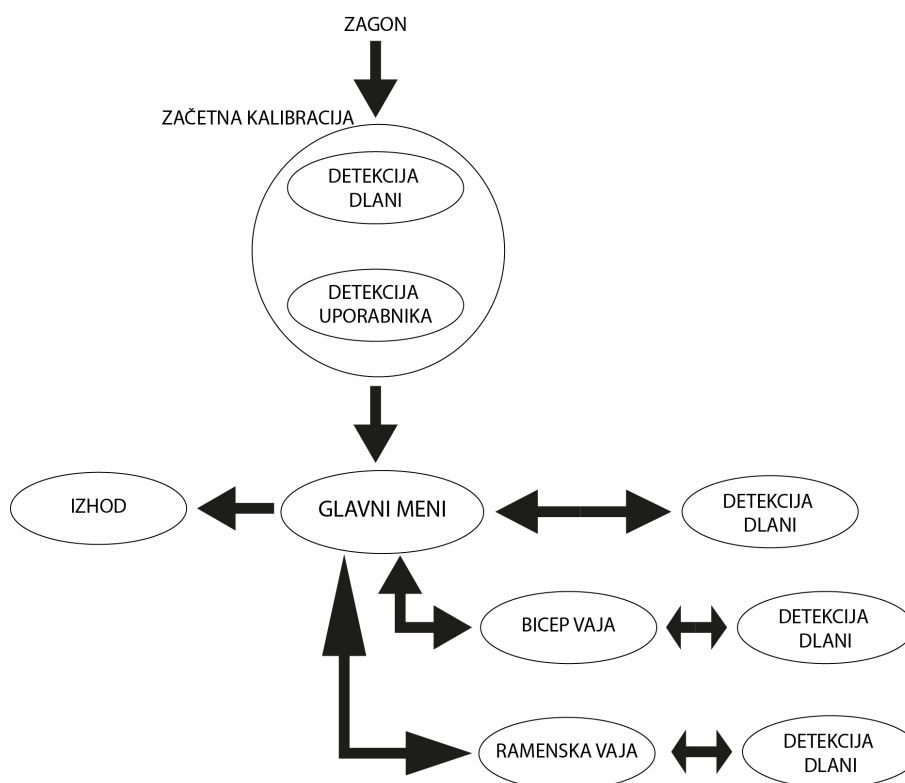 ZAGON
ZAČETNA KALIBRACIJA
DETEKCIJA
DLANI
DETEKCIJA
UPORABNIKA
IZHOD
GLAVNI MENI
DETEKCIJA
DLANI
BICEP VAJA
DETEKCIJA
DLANI
RAMENSKA VAJA
DETEKCIJA
DLANI